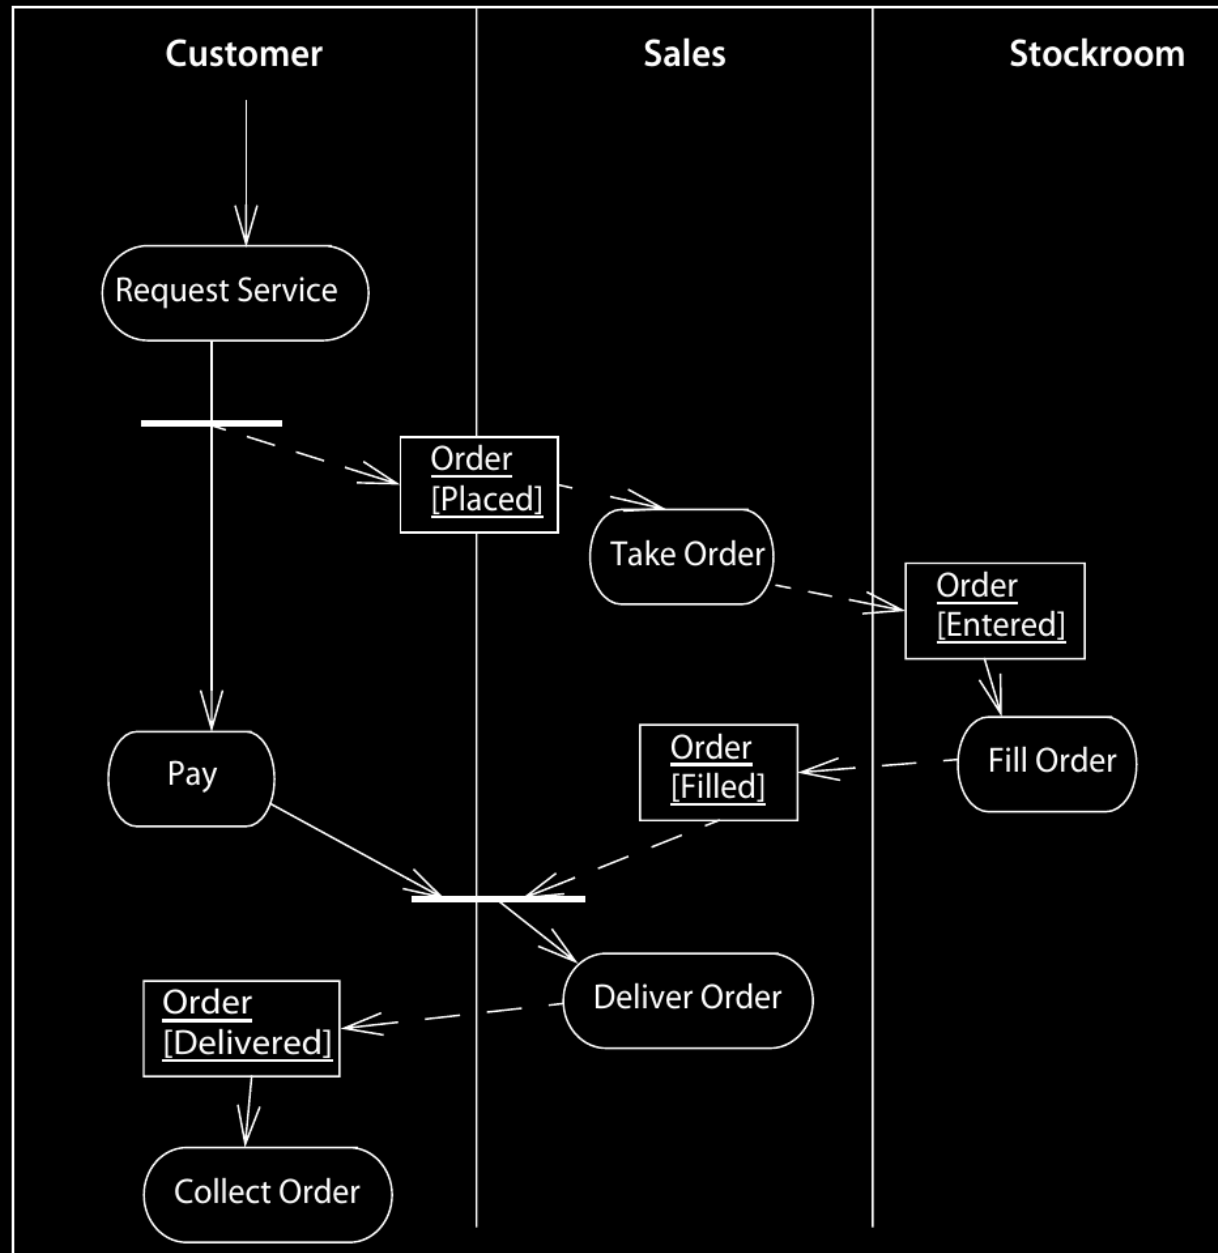 Customer
Sales
Stockroom
Request Service
Order
[Placed]
Take Order
Order
[Entered]
Order
[Filled]
Fill Order
Pay
Deliver Order
Order
[Delivered]
Collect Order